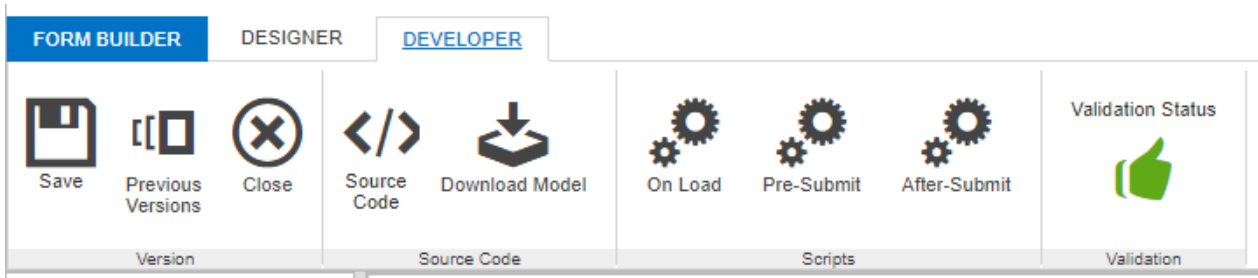 FORM BUILDER DESIGNER DEVELOPER
Save
Previous
Versions
Close
Source
Code
Download Model
On Load
Pre-Submit
After-Submit
Validation Status
Version
Source Code
Scripts
Validation